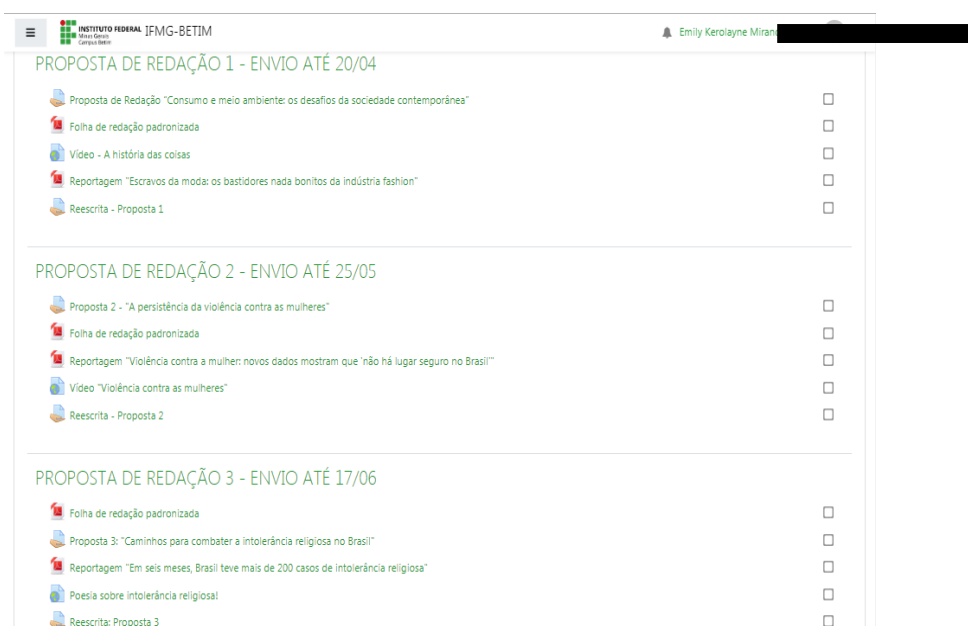 INSTITUTO FEDERAL
Minas Gerais
Campus Betim
IFMG-BETIM
Emily Kerolayne
PROPOSTA DE REDAÇÃO 1 - ENVIO ATÉ 20/04
Proposta de Redação "Consumo e meio ambiente: os desafios da sociedade contemporânea"
Folha de redação padronizada
Vídeo - A história das coisas
Reportagem "Escravos da moda: os bastidores nada bonitos da indústria fashion"
Reescrita - Proposta 1
PROPOSTA DE REDAÇÃO 2 - ENVIO ATÉ 25/05
Proposta 2 - "A persistência da violência contra as mulheres"
Folha de redação padronizada
Reportagem "Violência contra a mulher: novos dados mostram que 'não há lugar seguro no Brasil'"
Vídeo "Violência contra as mulheres"
Reescrita - Proposta 2
PROPOSTA DE REDAÇÃO 3 - ENVIO ATÉ 17/06
Folha de redação padronizada
Proposta 3: "Caminhos para combater a intolerância religiosa no Brasil"
Reportagem "Em seis meses, Brasil teve mais de 200 casos de intolerância religiosa"
Poesia sobre intolerância religiosa!
Reescrita: Proposta 3